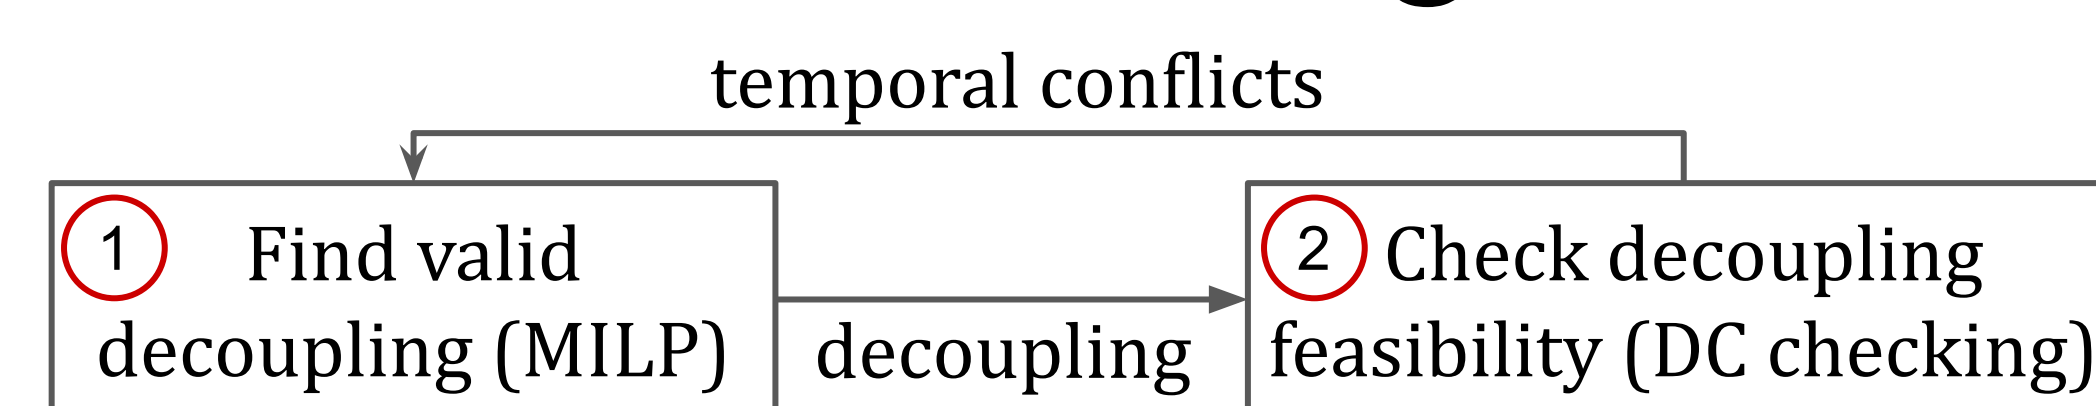 temporal conflicts
1
Find valid
decoupling (MILP)
decoupling
2
Check decoupling
feasibility (DC checking)